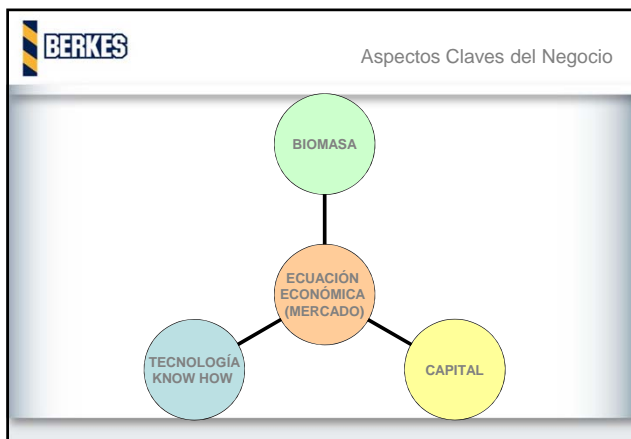 BERKES
Aspectos Claves del Negocio
BIOMASA
ECUACIÓN
ECONÓMICA
(MERCADO)
TECNOLOGÍA
KNOW HOW
CAPITAL